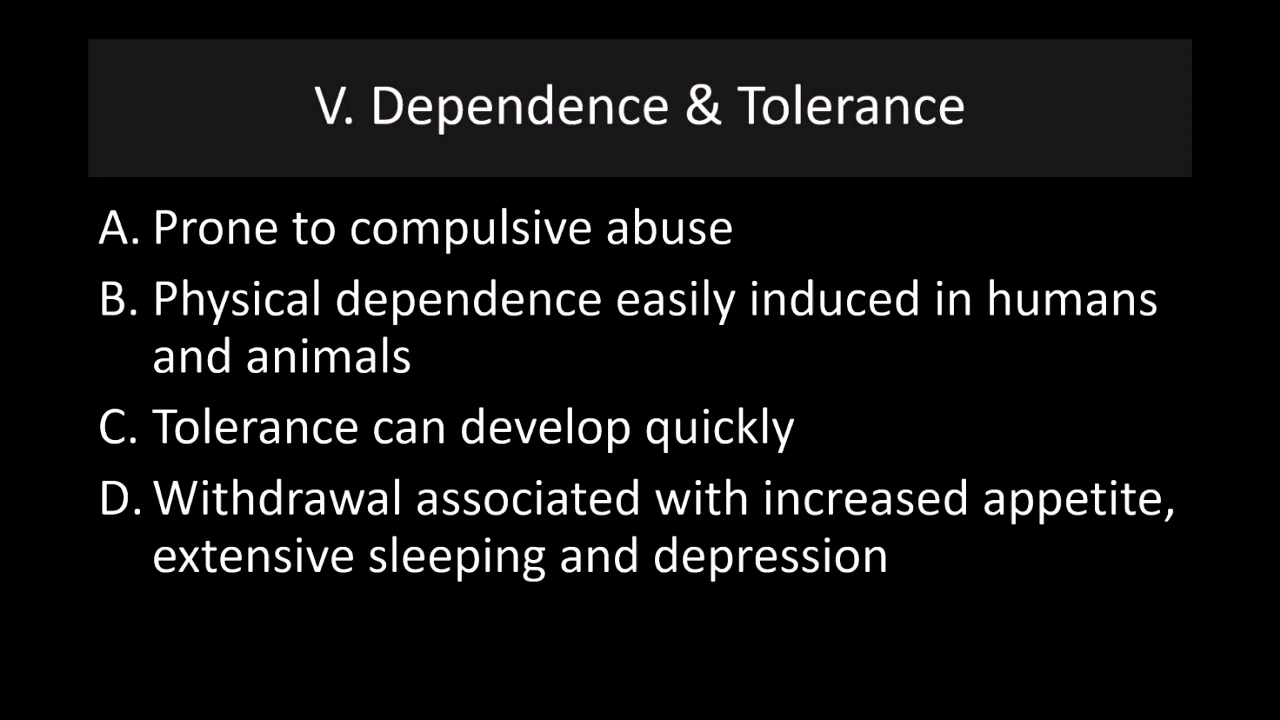 V. Dependence & Tolerance
A. Prone to compulsive abuse
B. Physical dependence easily induced in humans
and animals
C. Tolerance can develop quickly
D. Withdrawal associated with increased appetite,
extensive sleeping and depression